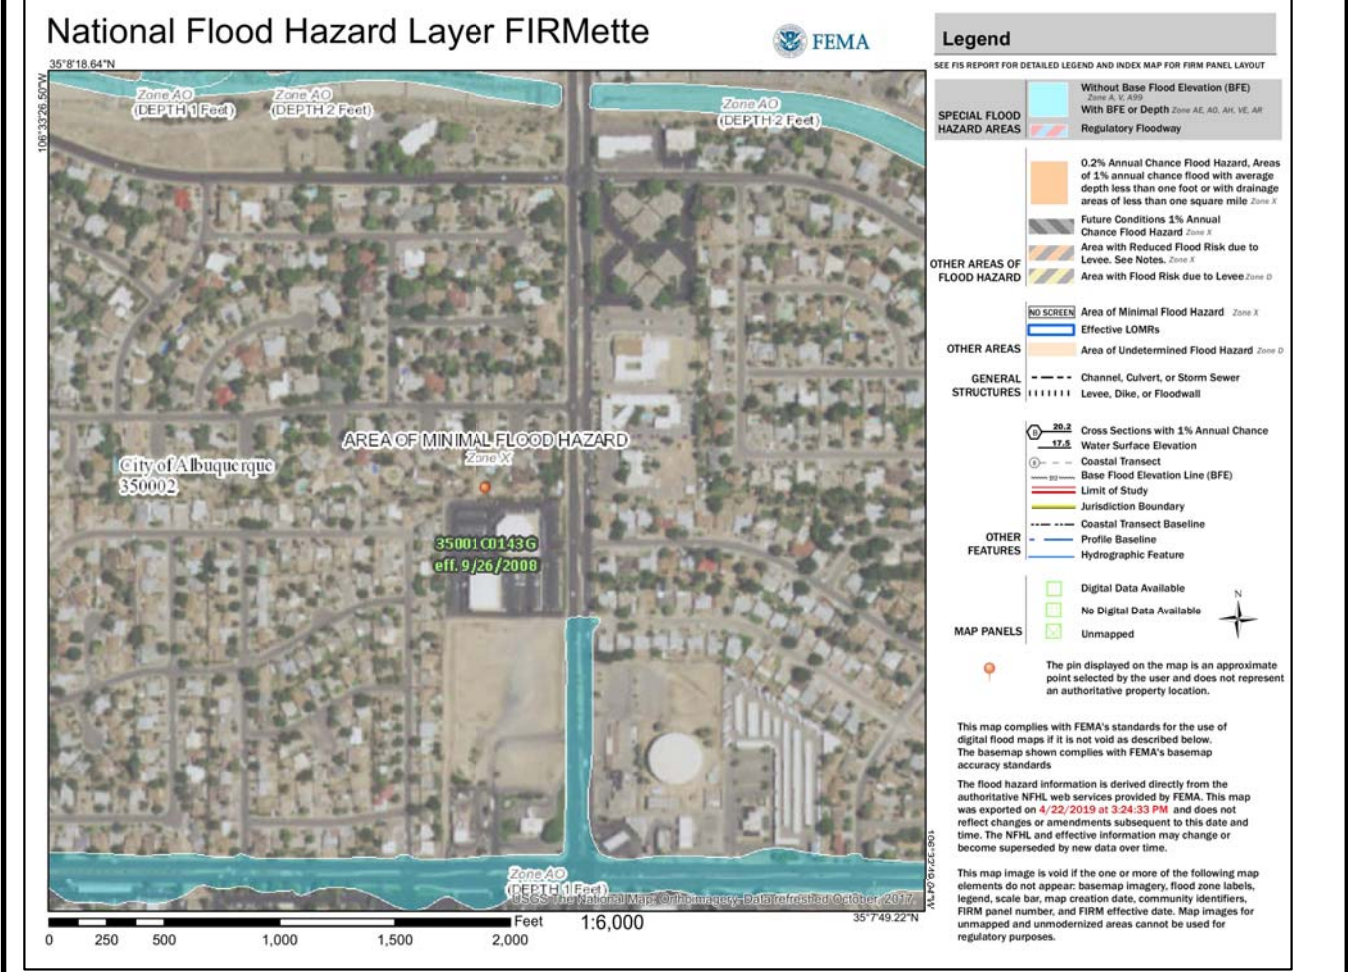 National Flood Hazard Layer FIRMette
FEMA
35°8'18.64"N
106°33'26.50"W
Zone AO
(DEPTH 1 Feet)
Zone AO
(DEPTH 2 Feet)
Zone AO
(DEPTH 2 Feet)
AREA OF MINIMAL FLOOD HAZARD
Zone X
City of Albuquerque
350002
35001C0143G
eff. 9/26/2008
Zone AO
(DEPTH 1 Feet)
USGS The National Map: Orthoimagery. Data refreshed October, 2017.
106°32'49.04"W
35°7'49.22"N
Feet
1:6,000
0 250 500 1,000 1,500 2,000
Legend
SEE FIS REPORT FOR DETAILED LEGEND AND INDEX MAP FOR FIRM PANEL LAYOUT
SPECIAL FLOOD
HAZARD AREAS
Without Base Flood Elevation (BFE)
Zone A, V, A99
With BFE or Depth Zone AE, AO, AH, VE, AR
Regulatory Floodway
OTHER AREAS OF
FLOOD HAZARD
0.2% Annual Chance Flood Hazard, Areas
of 1% annual chance flood with average
depth less than one foot or with drainage
areas of less than one square mile Zone X
Future Conditions 1% Annual
Chance Flood Hazard Zone X
Area with Reduced Flood Risk due to
Levee. See Notes. Zone X
Area with Flood Risk due to Levee Zone D
OTHER AREAS
NO SCREEN Area of Minimal Flood Hazard Zone X
Effective LOMRs
Area of Undetermined Flood Hazard Zone D
GENERAL
STRUCTURES
Channel, Culvert, or Storm Sewer
Levee, Dike, or Floodwall
OTHER
FEATURES
B 20.2 Cross Sections with 1% Annual Chance
17.5 Water Surface Elevation
8 Coastal Transect
513 Base Flood Elevation Line (BFE)
Limit of Study
Jurisdiction Boundary
Coastal Transect Baseline
Profile Baseline
Hydrographic Feature
MAP PANELS
Digital Data Available
No Digital Data Available
Unmapped
N
The pin displayed on the map is an approximate
point selected by the user and does not represent
an authoritative property location.
This map complies with FEMA's standards for the use of
digital flood maps if it is not void as described below.
The basemap shown complies with FEMA's basemap
accuracy standards
The flood hazard information is derived directly from the
authoritative NFHL web services provided by FEMA. This map
was exported on 4/22/2019 at 3:24:33 PM and does not
reflect changes or amendments subsequent to this date and
time. The NFHL and effective information may change or
become superseded by new data over time.
This map image is void if the one or more of the following map
elements do not appear: basemap imagery, flood zone labels,
legend, scale bar, map creation date, community identifiers,
FIRM panel number, and FIRM effective date. Map images for
unmapped and unmodernized areas cannot be used for
regulatory purposes.